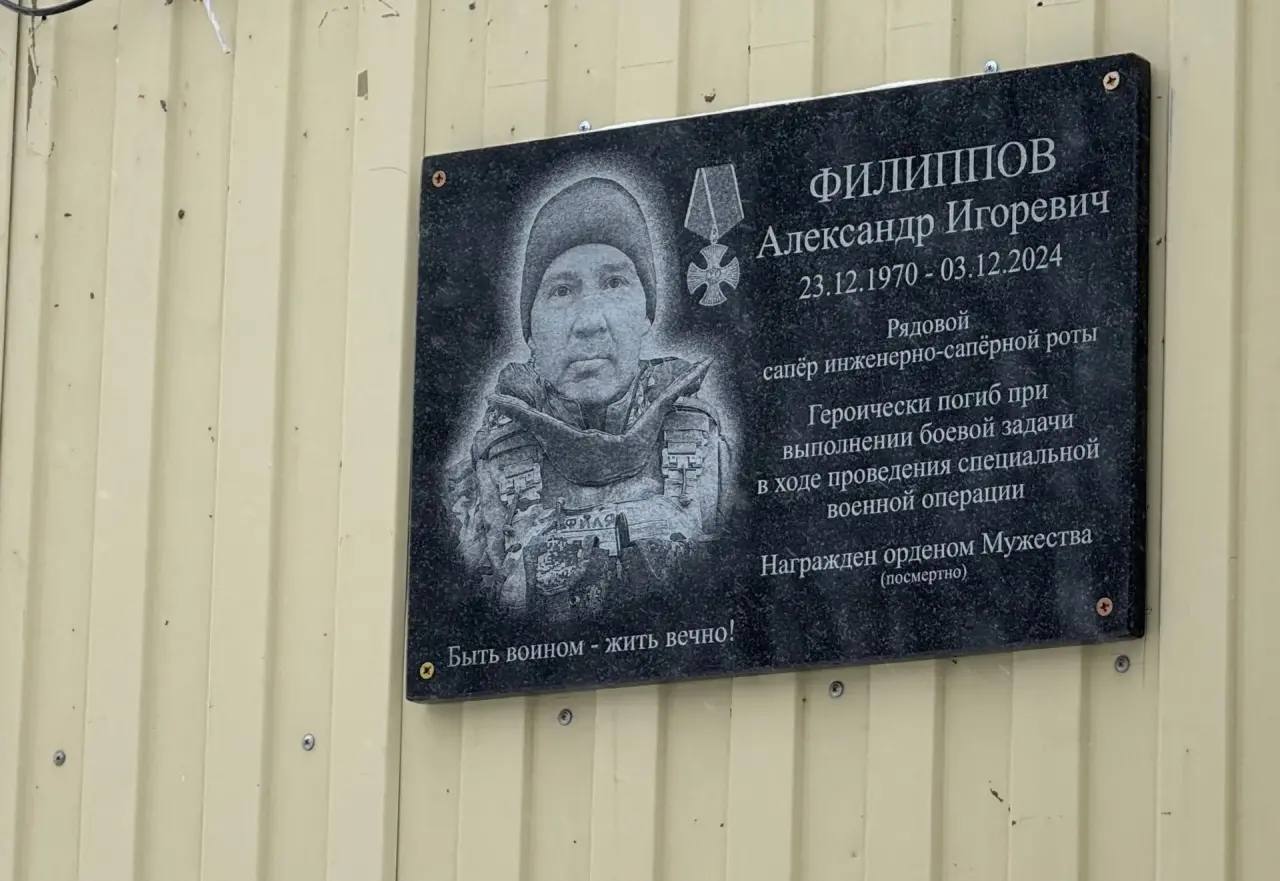 ФИЛИППОВ
Александр Игоревич
23.12.1970 - 03.12.2024
Рядовой
сапёр инженерно-сапёрной роты
Героически погиб при
выполнении боевой задачи
в ходе проведения специальной
военной операции
Награжден орденом Мужества
(посмертно)
ФИЛЯ
Быть воином - жить вечно!